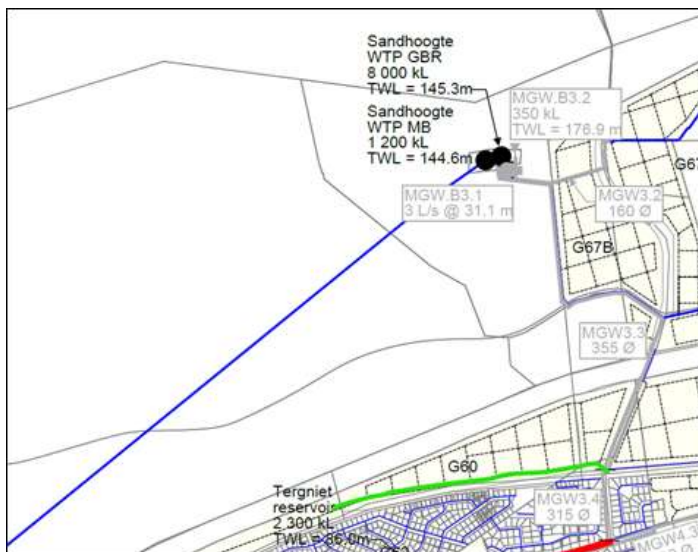 Sandhoogte
WTP GBR
8 000 kL
TWL = 145.3m
MGW.B3.2
350 kL
TWL = 176.9 m
Sandhoogte
WTP MB
1 200 kL
TWL = 144.6m
MGW.B3.1
3 L/s @ 31.1 m
MGW3.2
160 Ø
G67B
MGW3.3
355 Ø
G60
Tergniet
reservoir
2,300 kL
TWL = 86.0m
MGW3.4
315 Ø